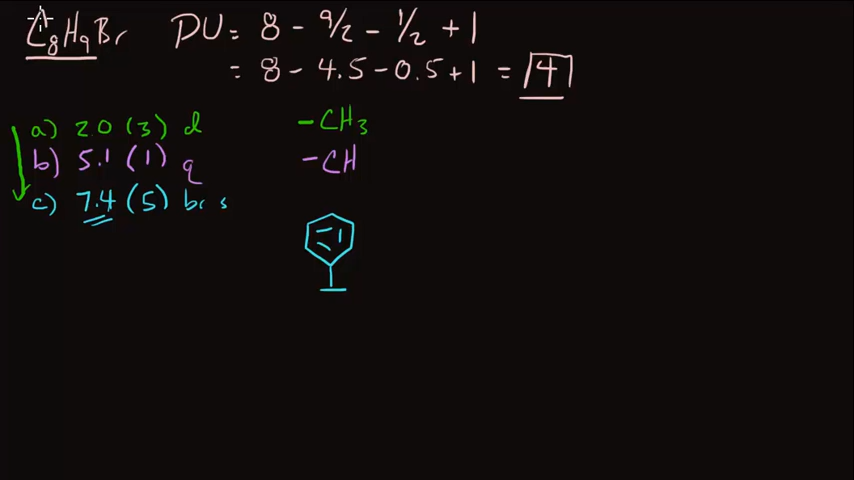 C₈H₉Br DU = 8 - 9/2 - 1/2 + 1
= 8 - 4.5 - 0.5 + 1 = 4
a) 2.0 (3) d -CH₃
b) 5.1 (1) q -CH
c) 7.4 (5) br s